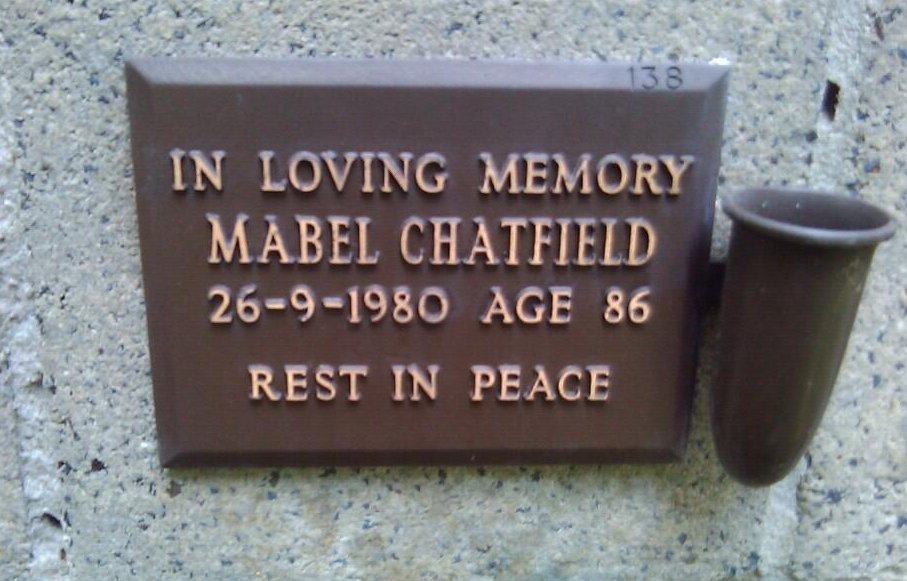 138
IN LOVING MEMORY
MABEL CHATFIELD
26-9-1980 AGE 86
REST IN PEACE